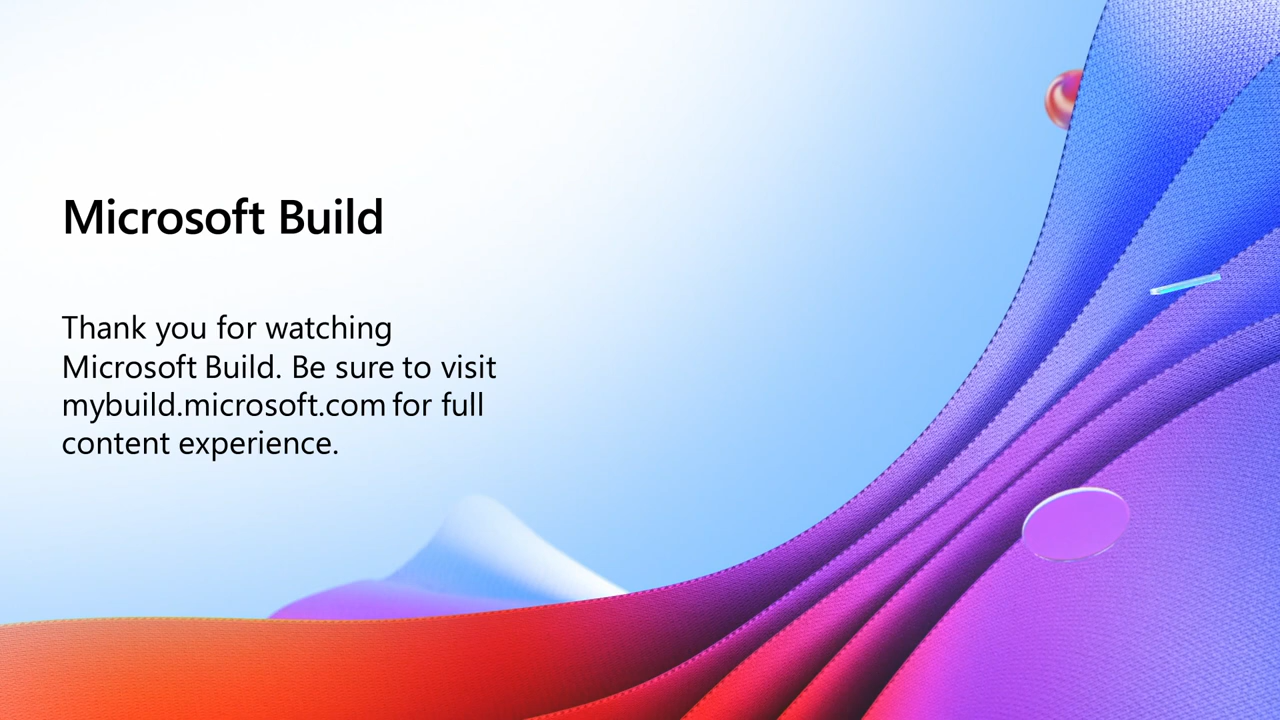 Microsoft Build
Thank you for watching
Microsoft Build. Be sure to visit
mybuild.microsoft.com for full
content experience.